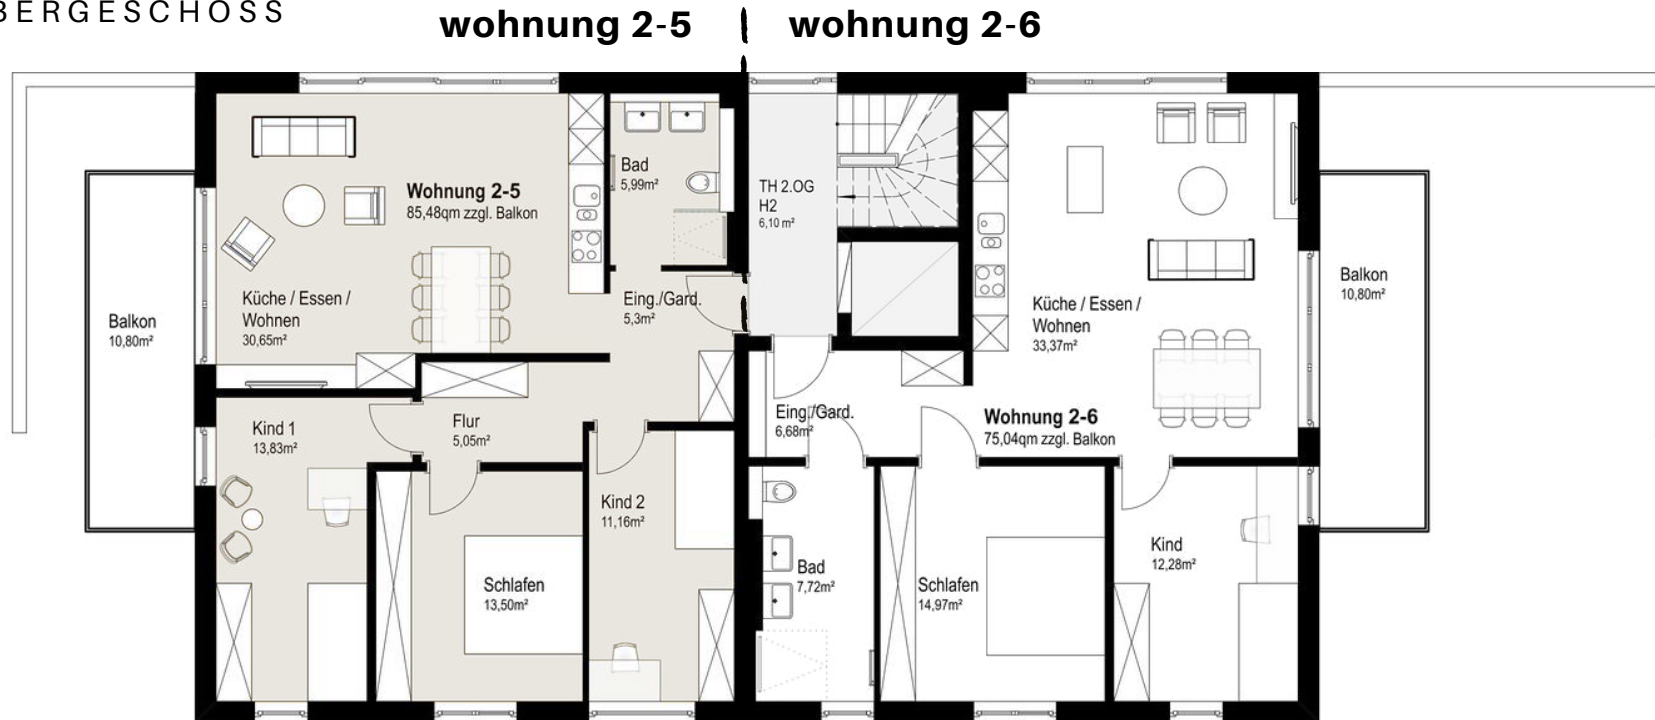 BERGESCHOSS
wohnung 2-5
wohnung 2-6
Wohnung 2-5
85,48qm zzgl. Balkon
Bad
5,99m²
TH 2.OG
H2
6,10 m²
Balkon
10,80m²
Küche / Essen /
Wohnen
30,65m²
Eing./Gard.
5,3m²
Küche / Essen /
Wohnen
33,37m²
Balkon
10,80m²
Kind 1
13,83m²
Flur
5,05m²
Eing./Gard.
6,68m²
Wohnung 2-6
75,04qm zzgl. Balkon
Kind 2
11,16m²
Schlafen
13,50m²
Bad
7,72m²
Schlafen
14,97m²
Kind
12,28m²